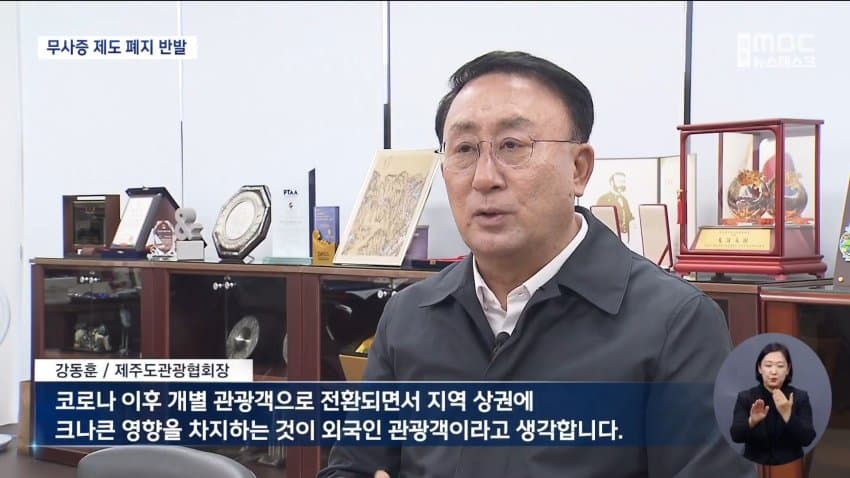 무사증 제도 폐지 반발
MBC
뉴스데스크
PTAA
강동훈 / 제주도관광협회장
코로나 이후 개별 관광객으로 전환되면서 지역 상권에
크나큰 영향을 차지하는 것이 외국인 관광객이라고 생각합니다.